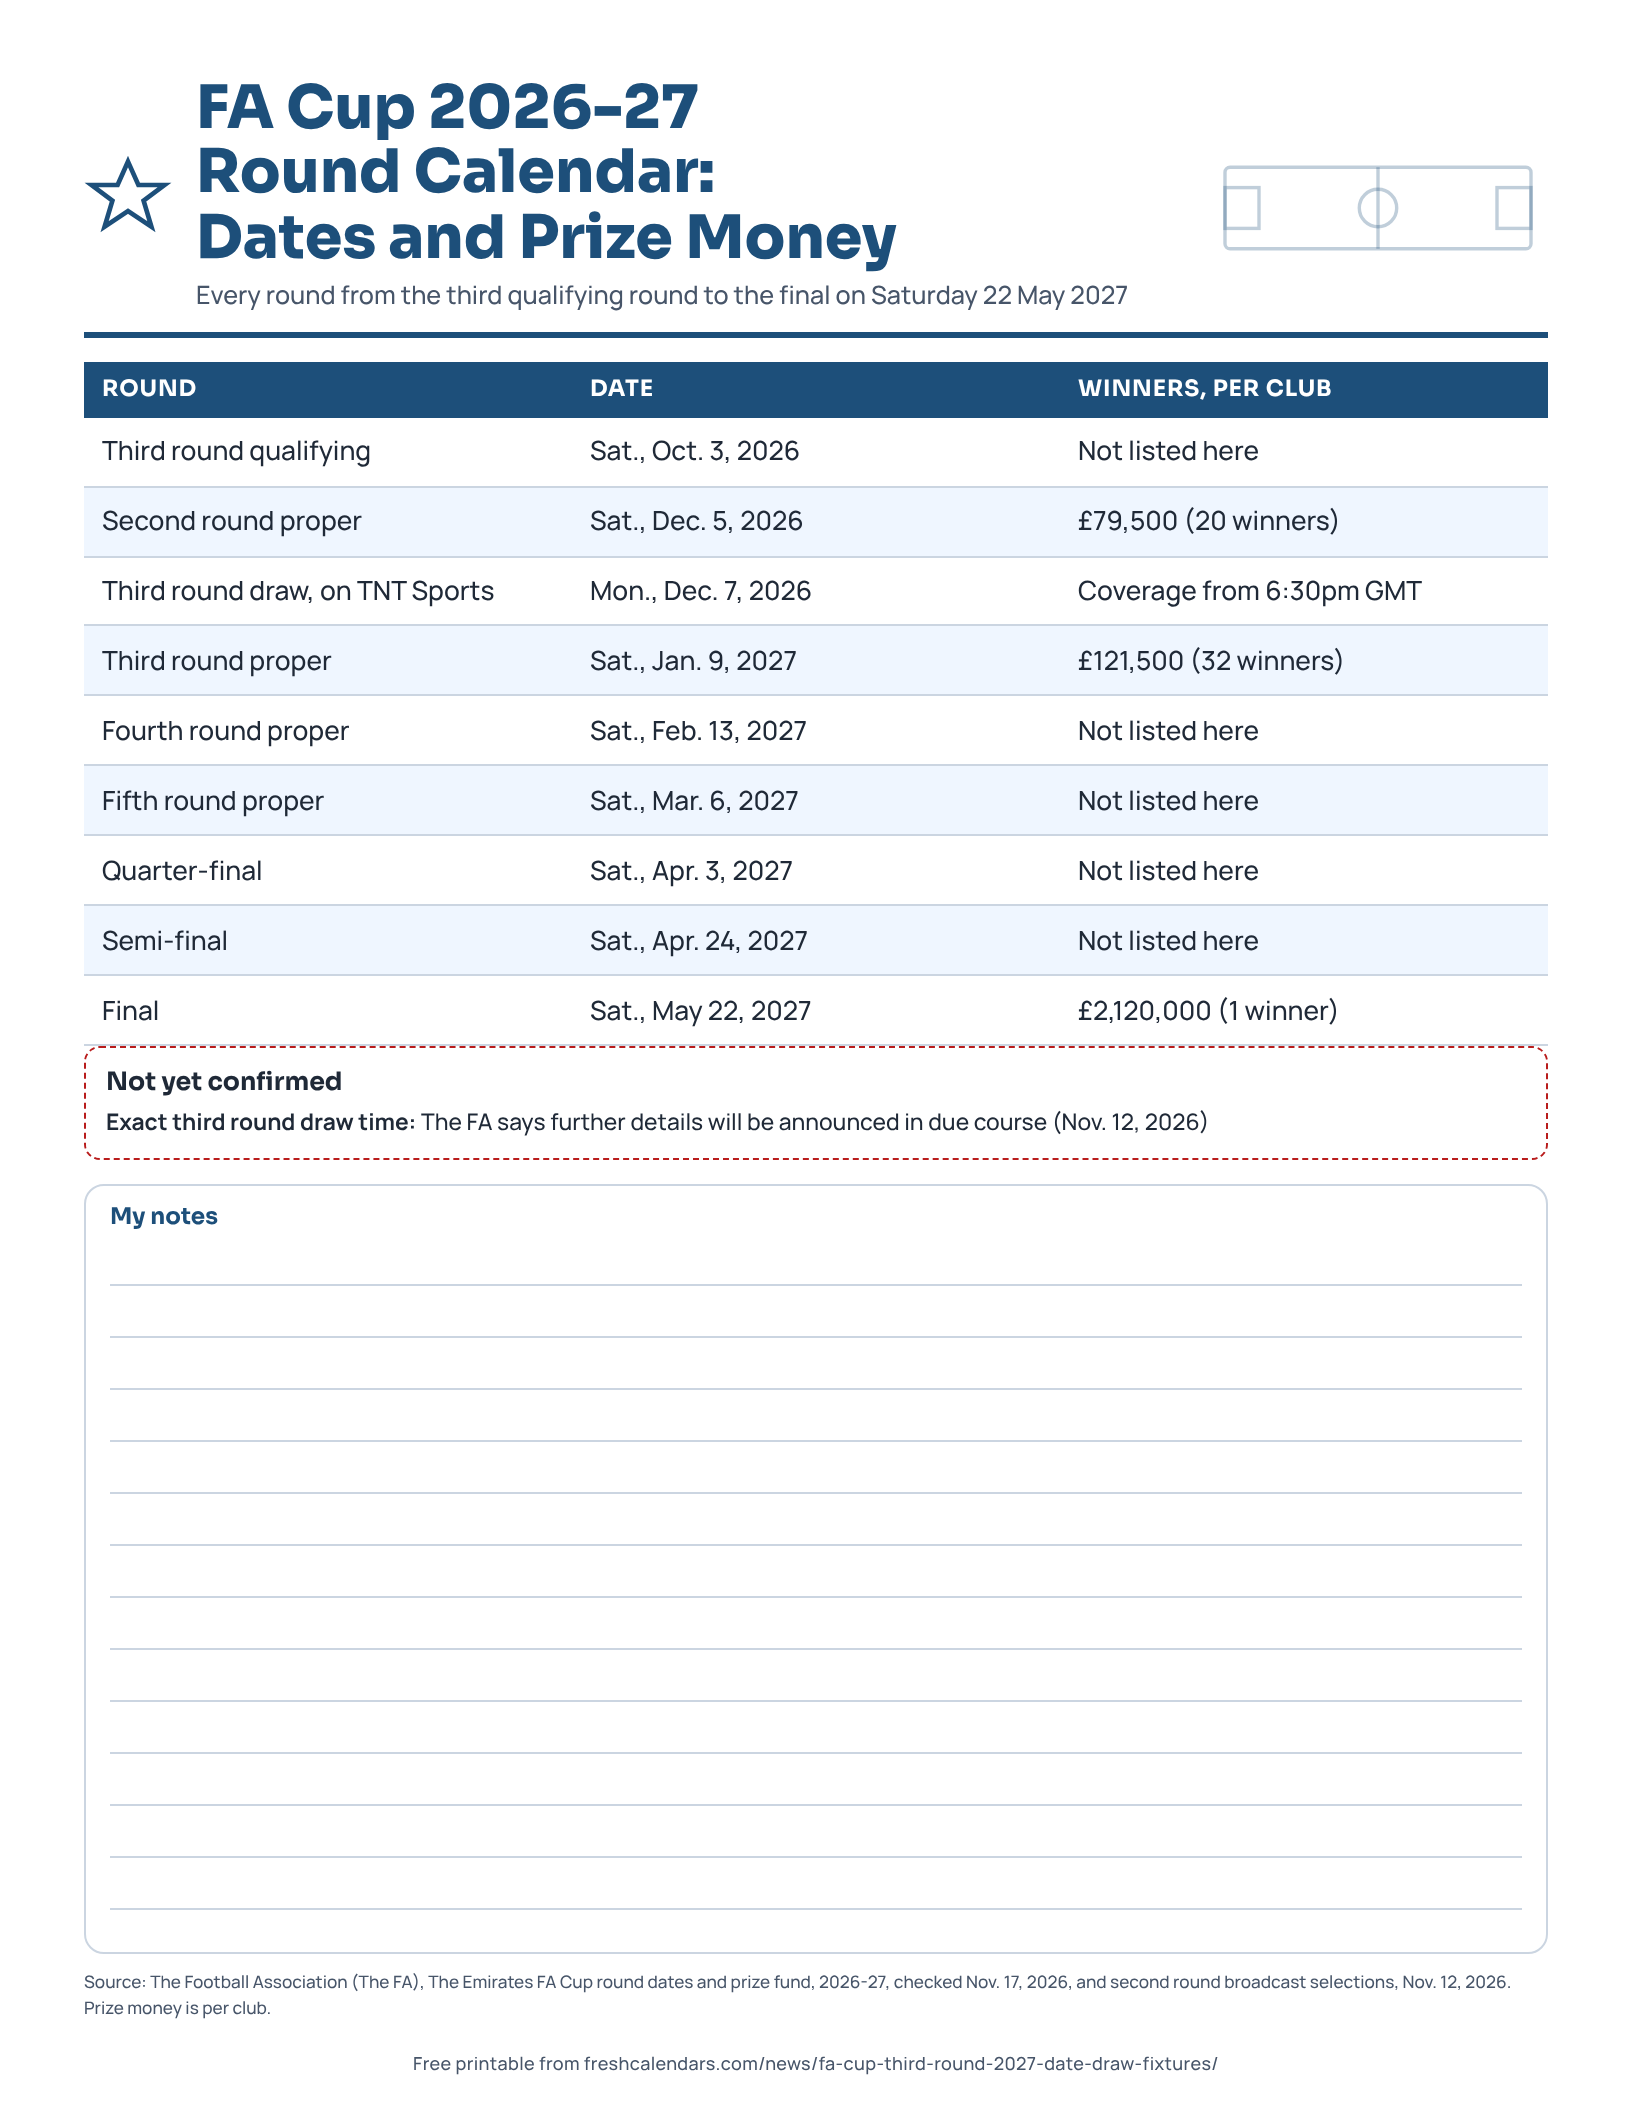 FA Cup 2026–27
Round Calendar:
Dates and Prize Money
Every round from the third qualifying round to the final on Saturday 22 May 2027
ROUND DATE WINNERS, PER CLUB
Third round qualifying Sat., Oct. 3, 2026 Not listed here
Second round proper Sat., Dec. 5, 2026 £79,500 (20 winners)
Third round draw, on TNT Sports Mon., Dec. 7, 2026 Coverage from 6:30pm GMT
Third round proper Sat., Jan. 9, 2027 £121,500 (32 winners)
Fourth round proper Sat., Feb. 13, 2027 Not listed here
Fifth round proper Sat., Mar. 6, 2027 Not listed here
Quarter-final Sat., Apr. 3, 2027 Not listed here
Semi-final Sat., Apr. 24, 2027 Not listed here
Final Sat., May 22, 2027 £2,120,000 (1 winner)
Not yet confirmed
Exact third round draw time: The FA says further details will be announced in due course (Nov. 12, 2026)
My notes
Source: The Football Association (The FA), The Emirates FA Cup round dates and prize fund, 2026-27, checked Nov. 17, 2026, and second round broadcast selections, Nov. 12, 2026.
Prize money is per club.
Free printable from freshcalendars.com/news/fa-cup-third-round-2027-date-draw-fixtures/